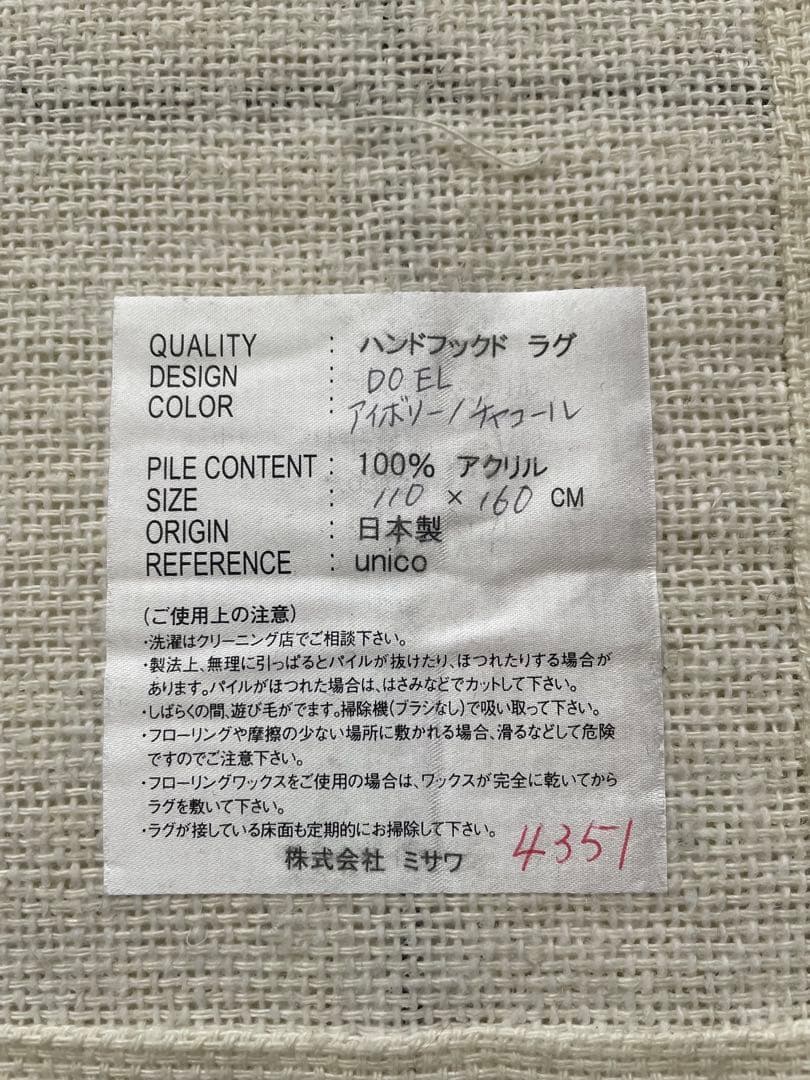 QUALITY : ハンドフックド ラグ
DESIGN : DOEL
COLOR : アイボリー/チャコール
PILE CONTENT : 100% アクリル
SIZE : 110 × 160 CM
ORIGIN : 日本製
REFERENCE : unico
(ご使用上の注意)
・洗濯はクリーニング店でご相談下さい。
・製法上、無理に引っぱるとパイルが抜けたり、ほつれたりする場合が
あります。パイルがほつれた場合は、はさみなどでカットして下さい。
・しばらくの間、遊び毛がでます。掃除機(ブラシなし)で吸い取って下さい。
・フローリングや摩擦の少ない場所に敷かれる場合、滑るなどして危険
ですのでご注意下さい。
・フローリングワックスをご使用の場合は、ワックスが完全に乾いてから
ラグを敷いて下さい。
・ラグが接している床面も定期的にお掃除して下さい。
株式会社 ミサワ 4351